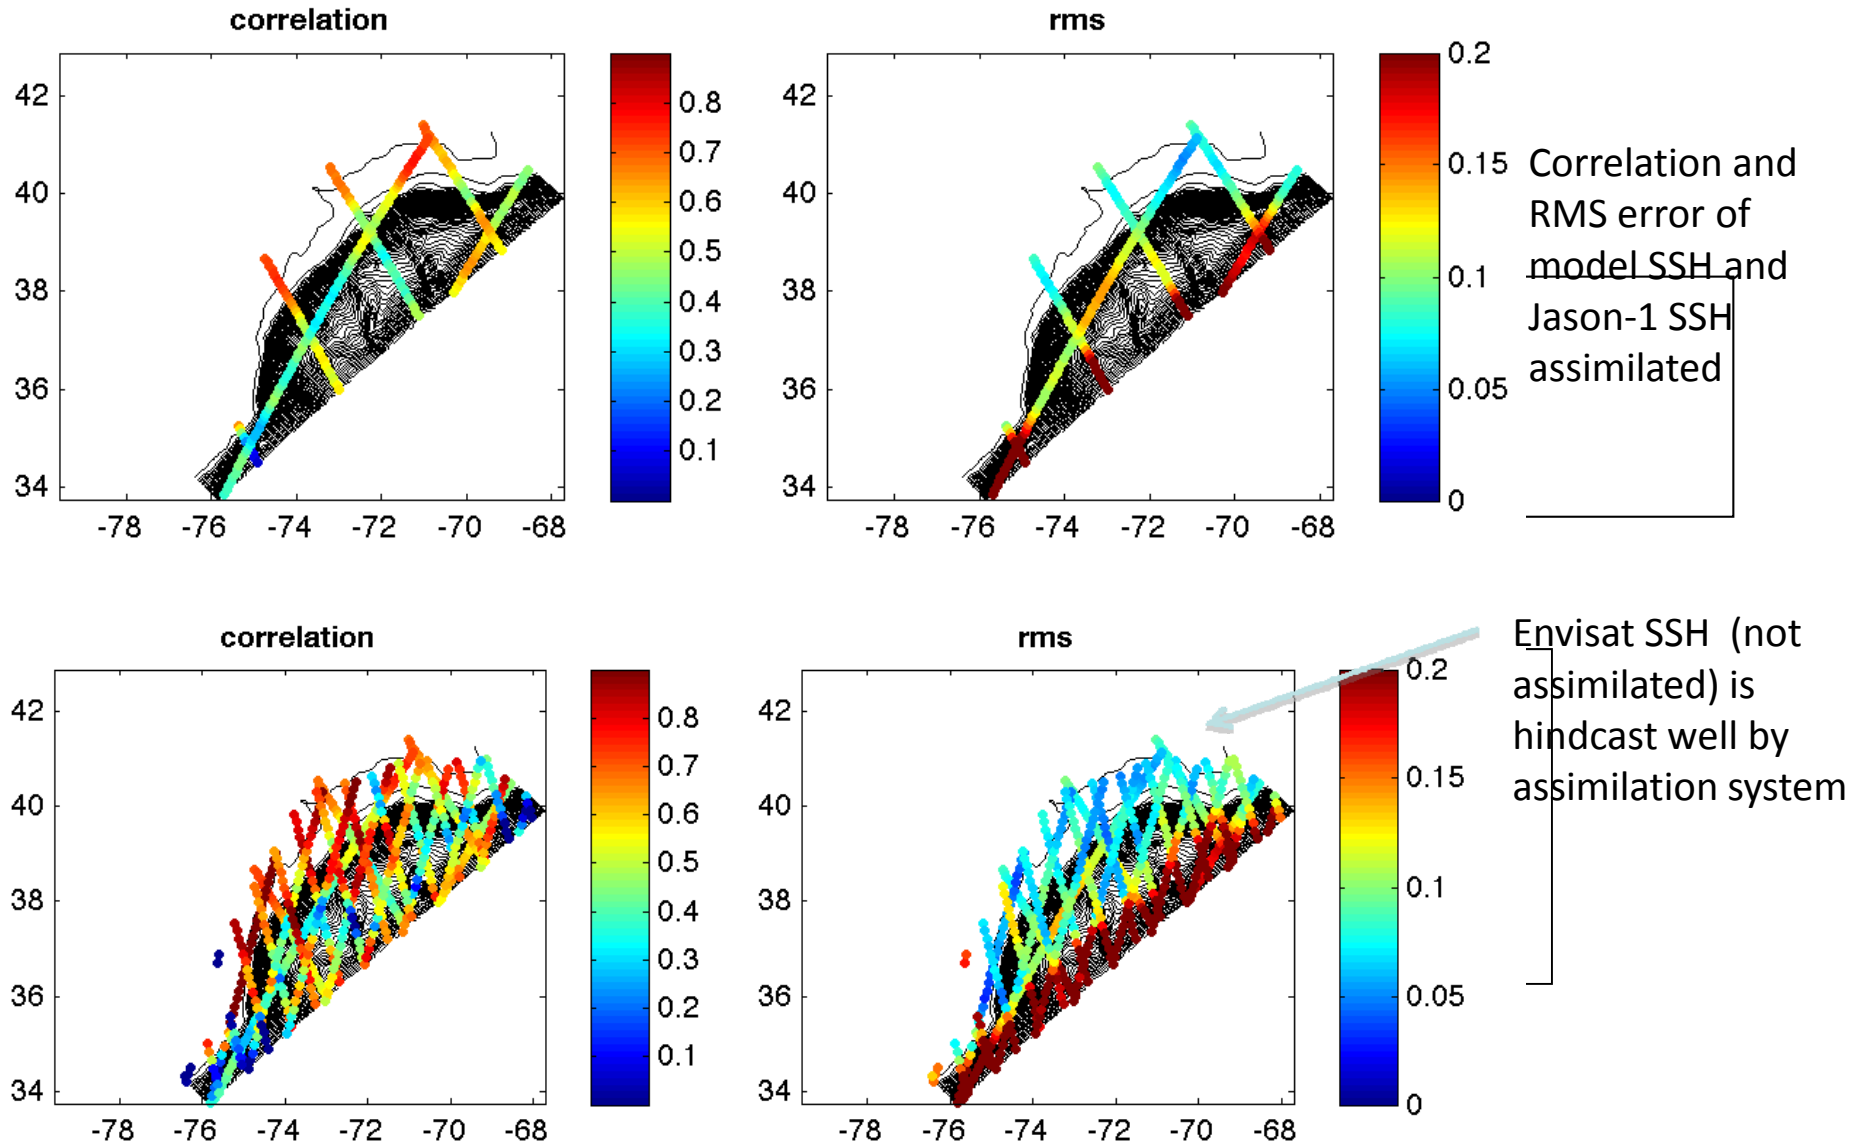 correlation
rms
42
40
38
36
34
-78 -76 -74 -72 -70 -68
0.8
0.7
0.6
0.5
0.4
0.3
0.2
0.1
42
40
38
36
34
-78 -76 -74 -72 -70 -68
0.2
0.15
0.1
0.05
0
Correlation and
RMS error of
model SSH and
Jason-1 SSH
assimilated
correlation
rms
42
40
38
36
34
-78 -76 -74 -72 -70 -68
0.8
0.7
0.6
0.5
0.4
0.3
0.2
0.1
42
40
38
36
34
-78 -76 -74 -72 -70 -68
0.2
0.15
0.1
0.05
0
Envisat SSH (not
assimilated) is
hindcast well by
assimilation system